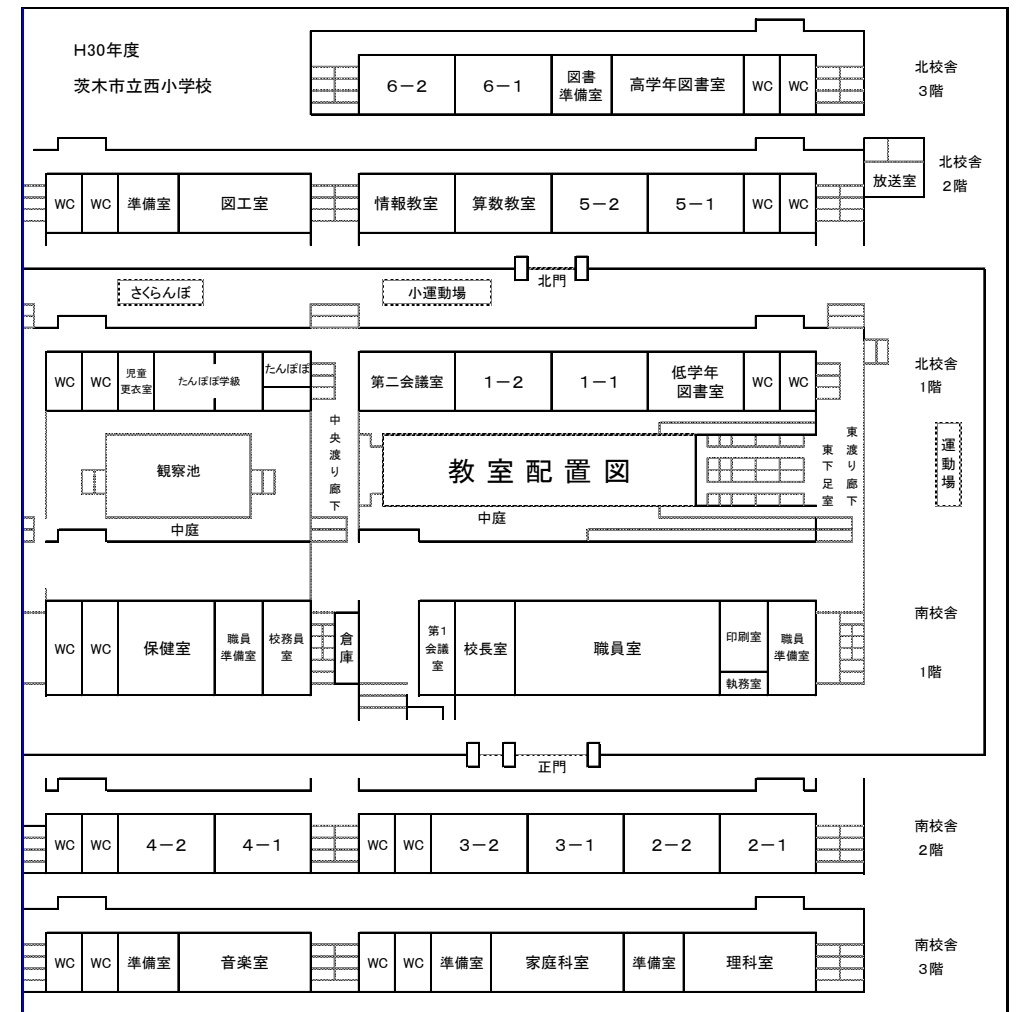 H30年度
茨木市立西小学校
6－2
6－1
図書
準備室
高学年図書室
WC
WC
北校舎
3階
WC
WC
準備室
図工室
情報教室
算数教室
5－2
5－1
WC
WC
放送室
北校舎
2階
北門
さくらんぼ
小運動場
WC
WC
児童
更衣室
たんぽぽ学級
たんぽぽ
第二会議室
1－2
1－1
低学年
図書室
WC
WC
北校舎
1階
中央渡り廊下
観察池
中庭
教室配置図
中庭
東下足室
東渡り廊下
運動場
WC
WC
保健室
職員
準備室
校務員
室
倉庫
第1
会議
室
校長室
職員室
印刷室
執務室
職員
準備室
南校舎
1階
正門
WC
WC
4－2
4－1
WC
WC
3－2
3－1
2－2
2－1
南校舎
2階
WC
WC
準備室
音楽室
WC
WC
準備室
家庭科室
準備室
理科室
南校舎
3階